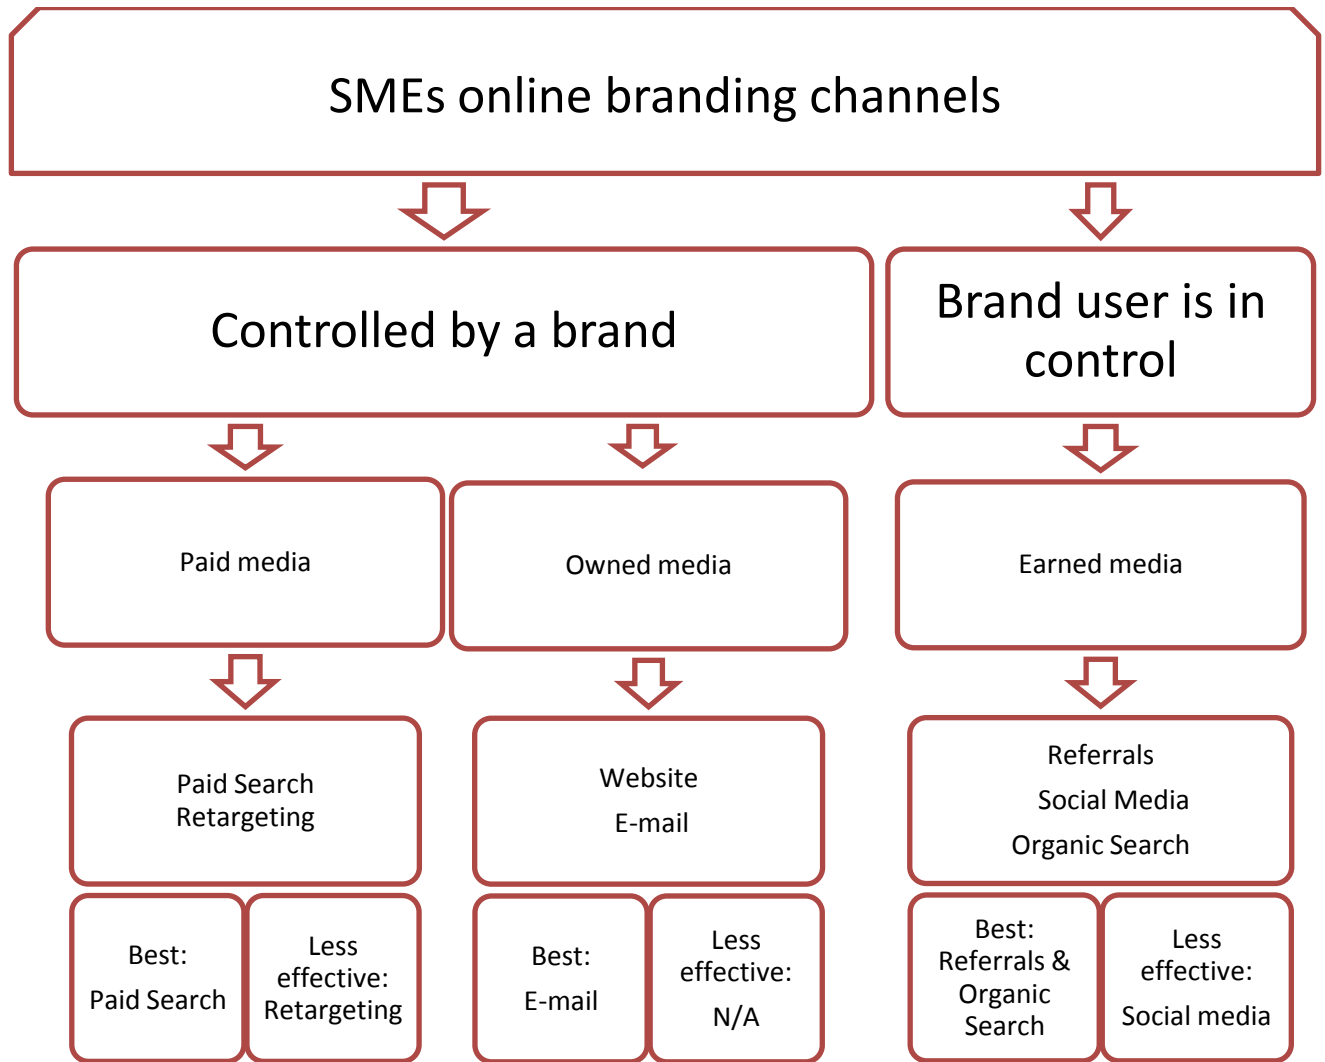 SMEs online branding channels
Controlled by a brand
Brand user is in
control
Paid media
Owned media
Earned media
Paid Search
Retargeting
Website
E-mail
Referrals
Social Media
Organic Search
Best:
Paid Search
Less
effective:
Retargeting
Best:
E-mail
Less
effective:
N/A
Best:
Referrals &
Organic
Search
Less
effective:
Social media